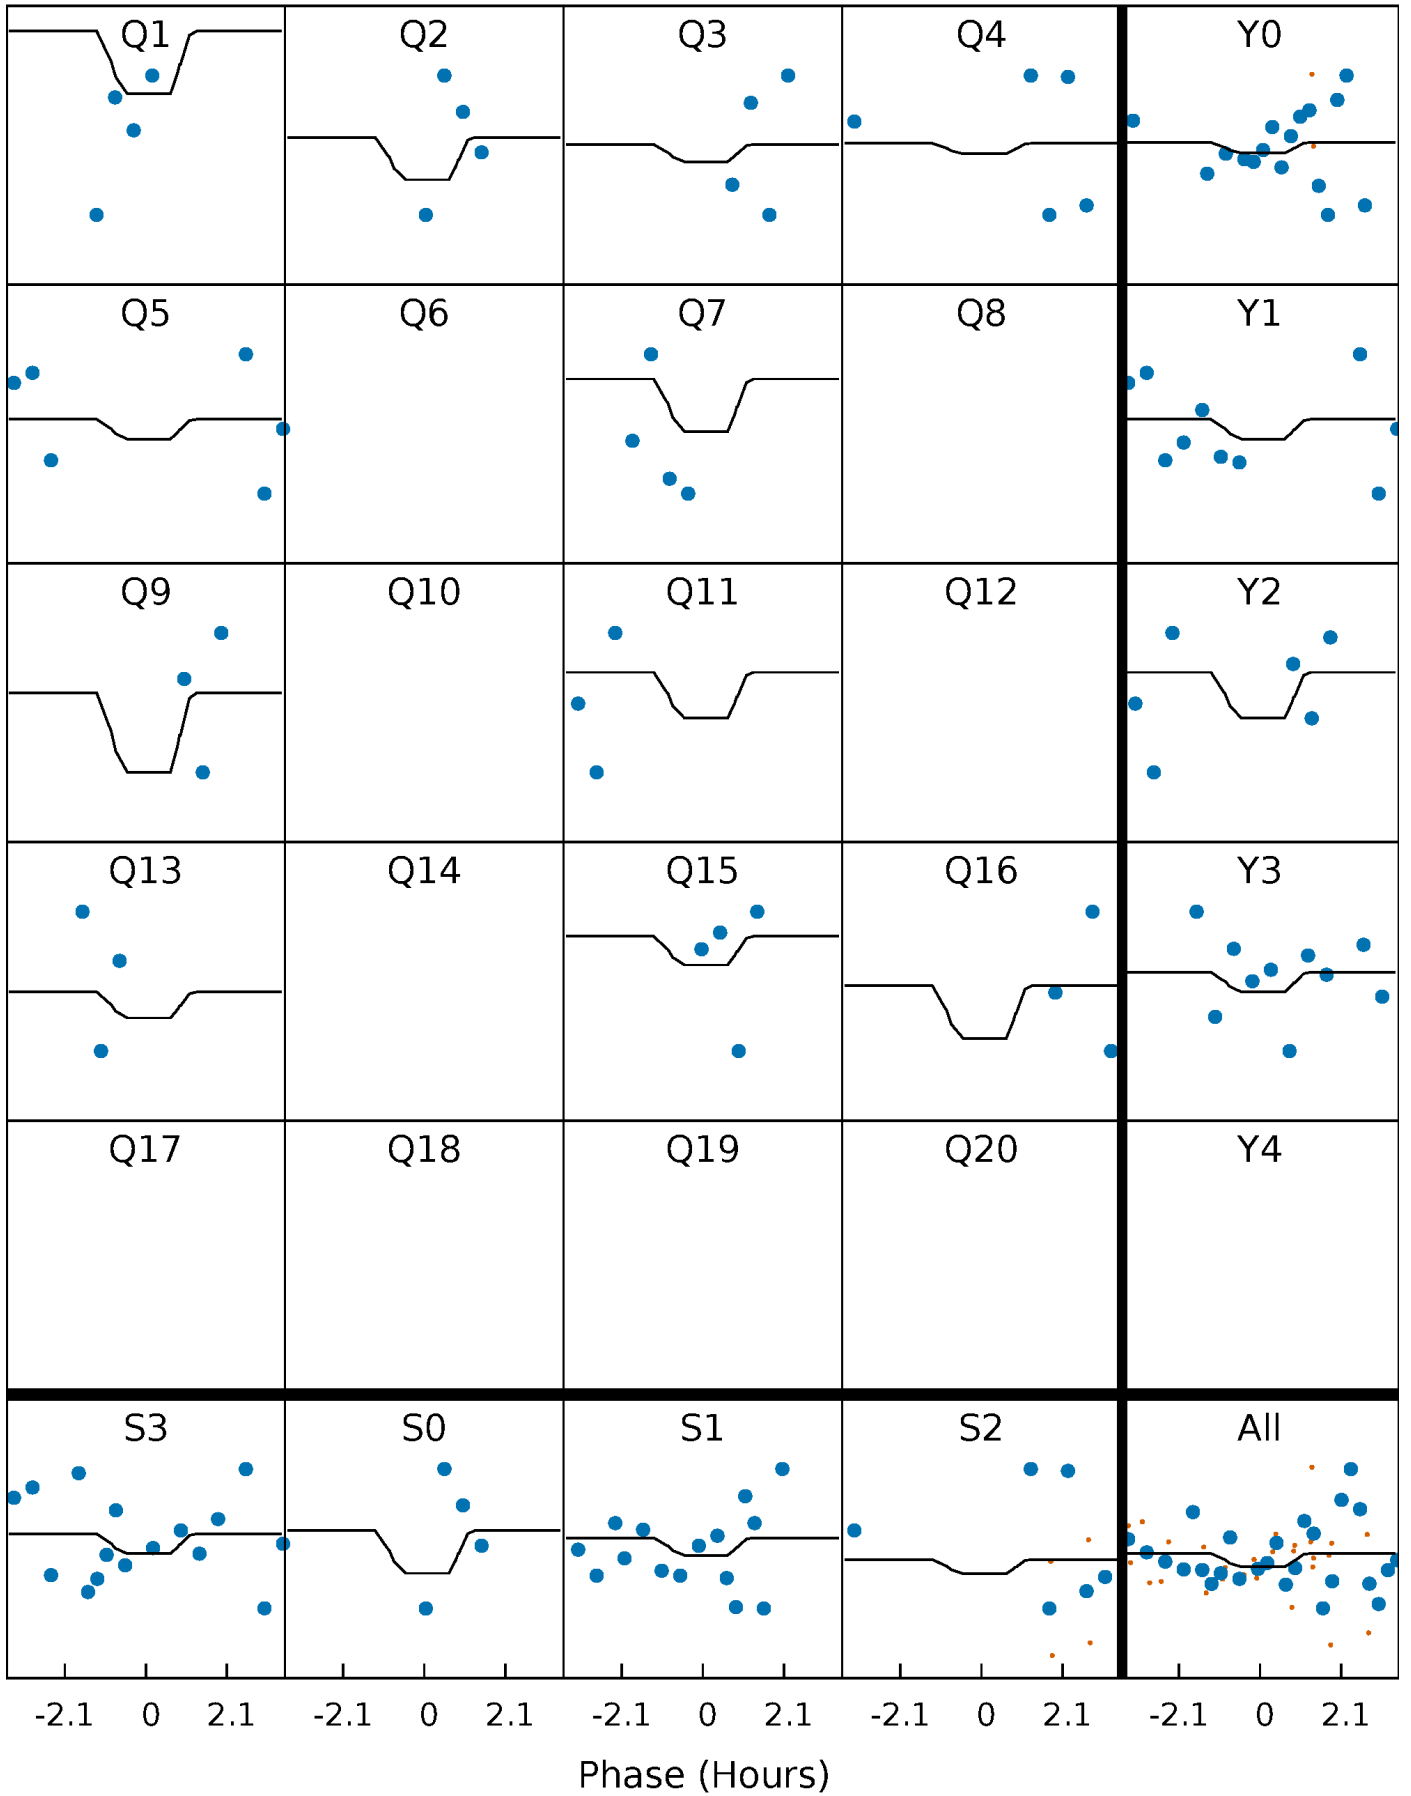 Q1 Q2 Q3 Q4 Y0
Q5 Q6 Q7 Q8 Y1
Q9 Q10 Q11 Q12 Y2
Q13 Q14 Q15 Q16 Y3
Q17 Q18 Q19 Q20 Y4
S3 S0 S1 S2 All
-2.1 0 2.1 -2.1 0 2.1 -2.1 0 2.1 -2.1 0 2.1 -2.1 0 2.1
Phase (Hours)